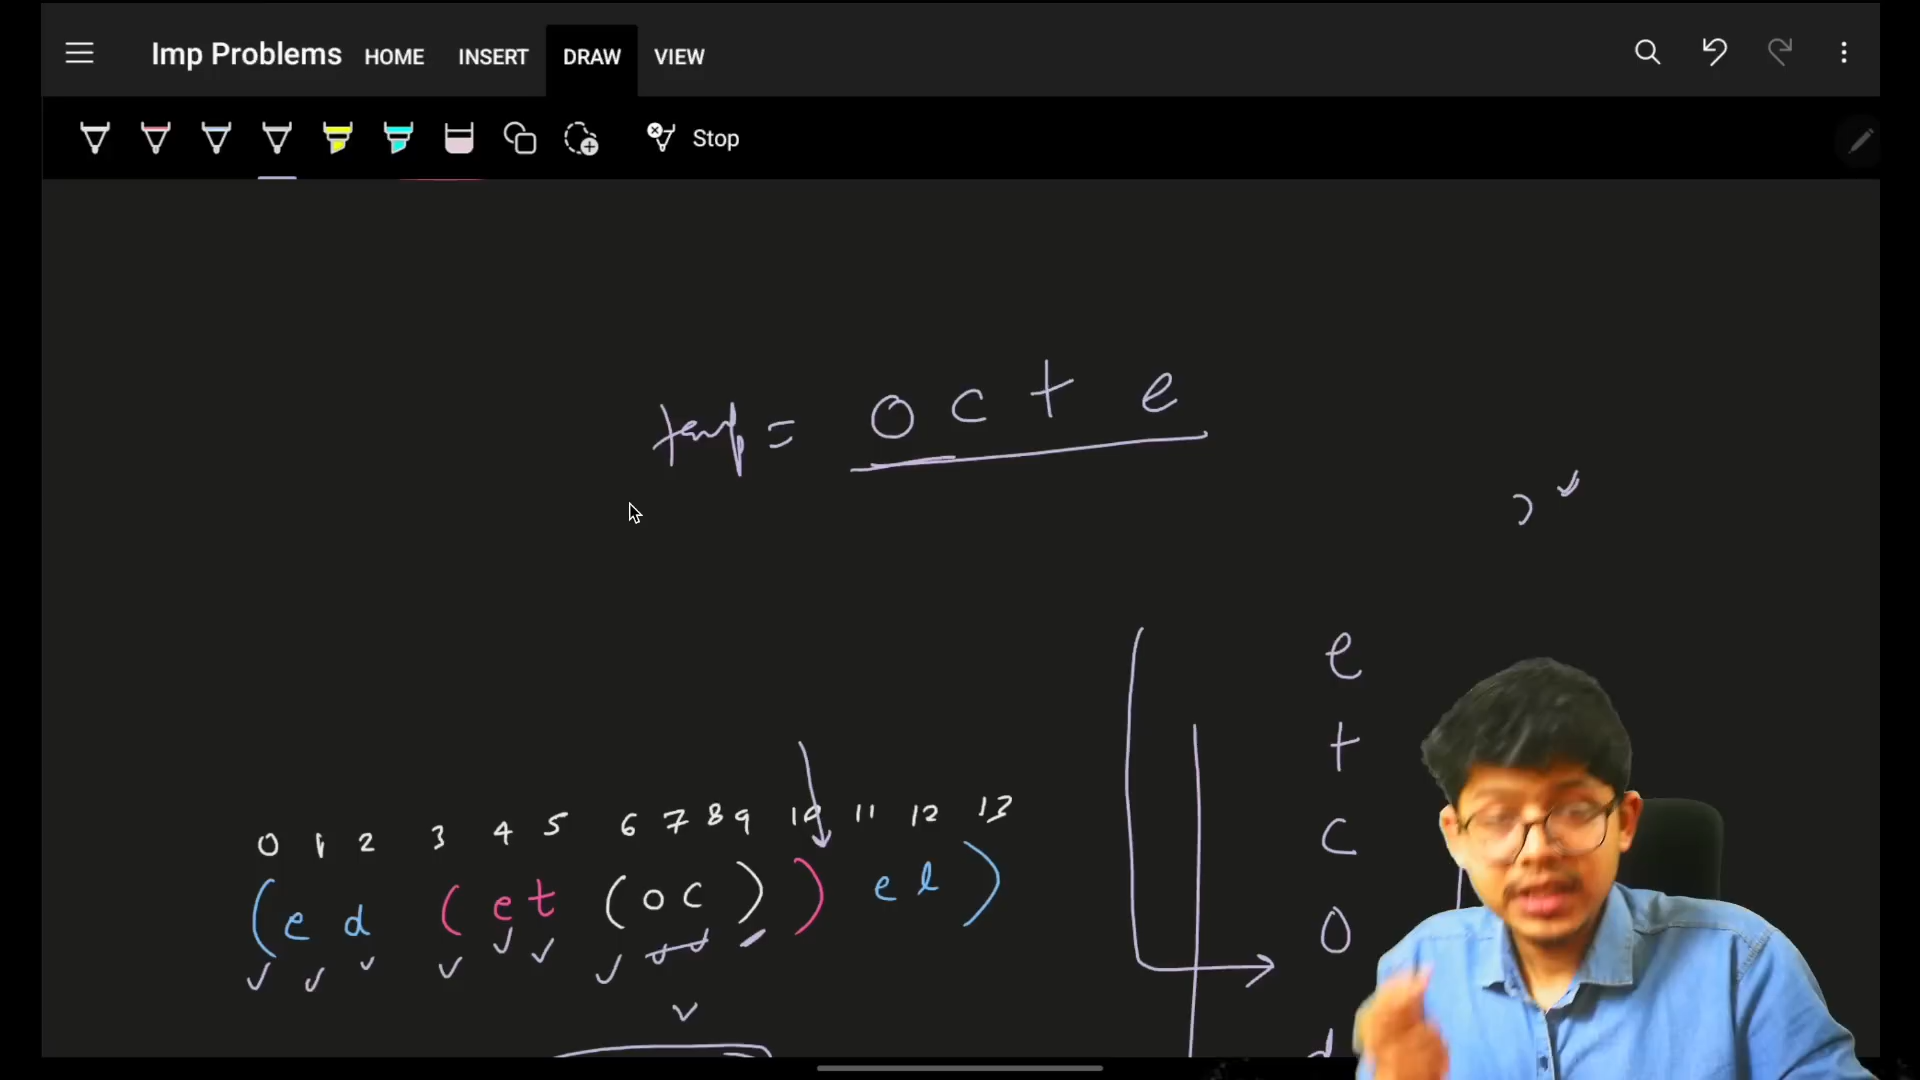 Imp Problems HOME INSERT DRAW VIEW
Stop
temp = o c t e
e
t
0 1 2 3 4 5 6 7 8 9 10 11 12 13
c
( e d ( e t ( o c ) ) e l )
o
d